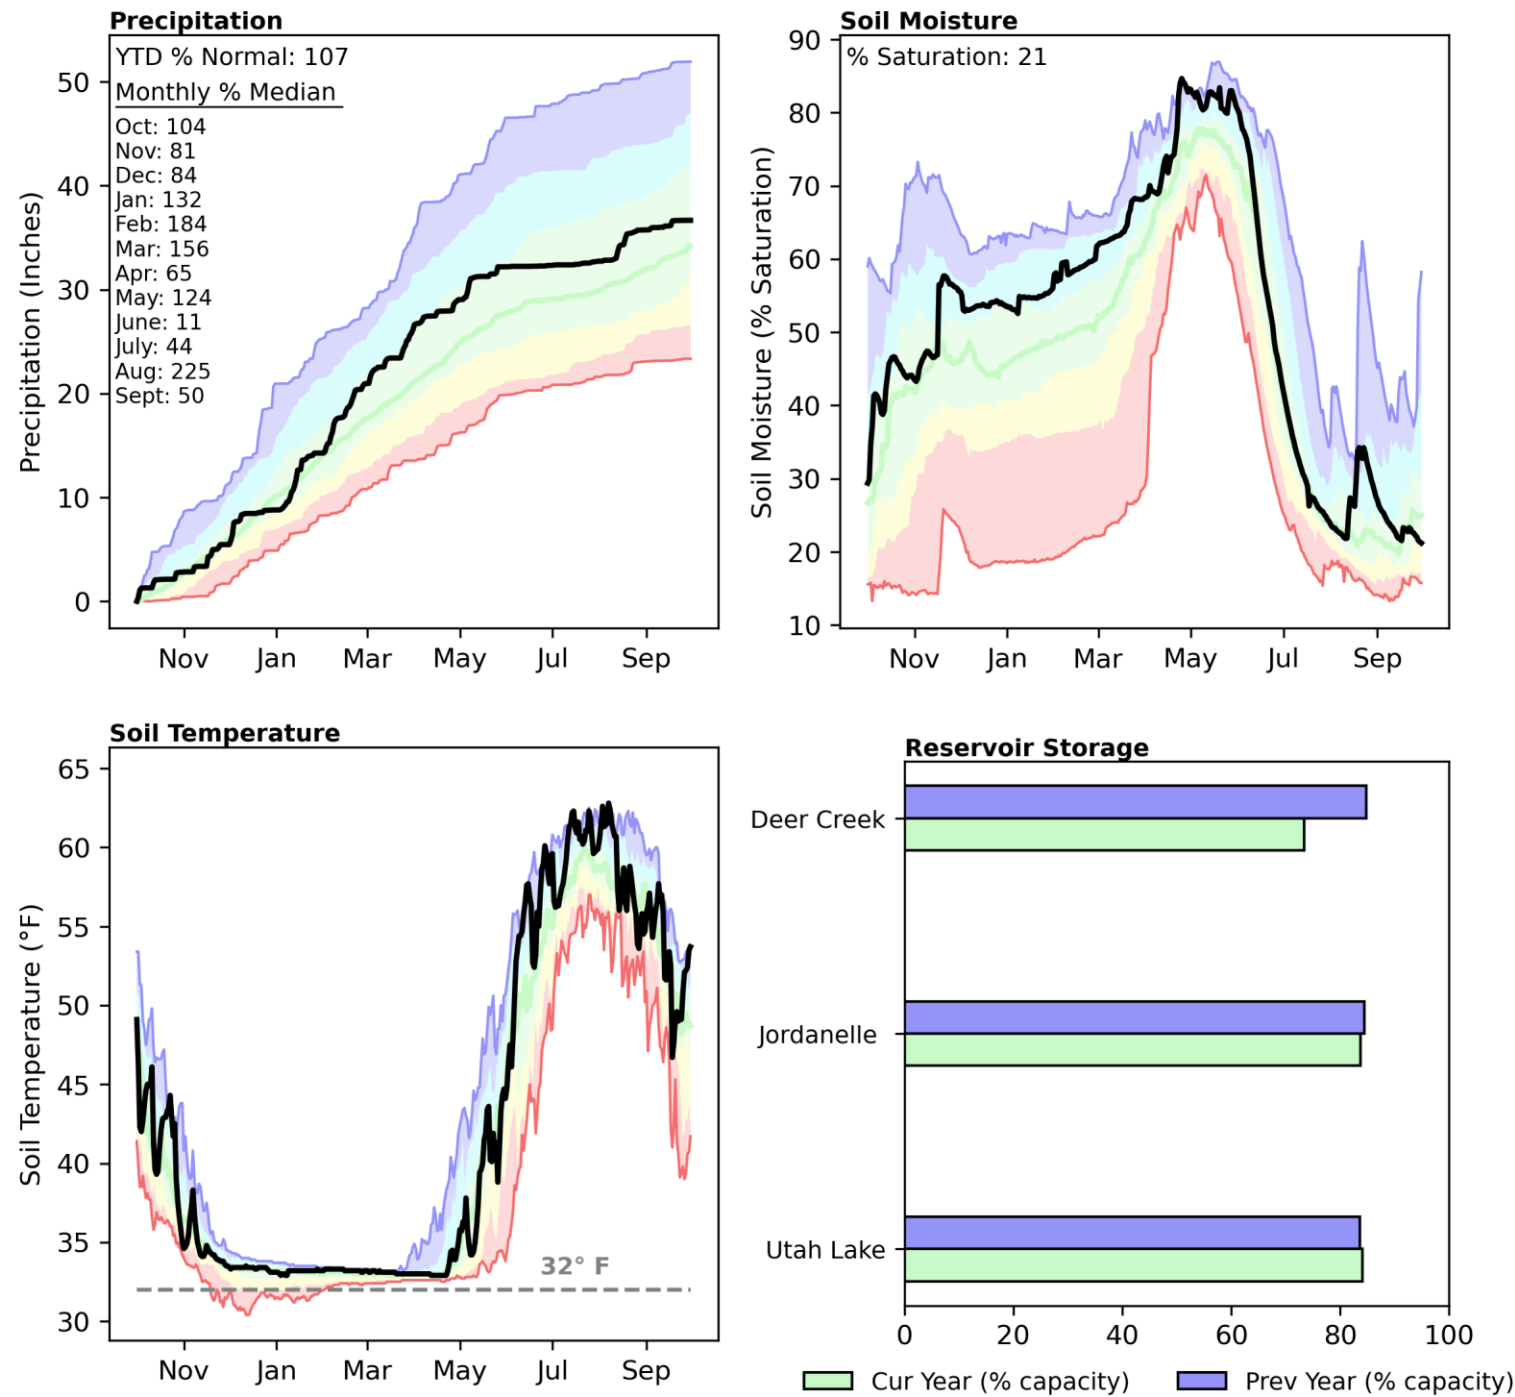 Precipitation
YTD % Normal: 107
Monthly % Median
Oct: 104
Nov: 81
Dec: 84
Jan: 132
Feb: 184
Mar: 156
Apr: 65
May: 124
June: 11
July: 44
Aug: 225
Sept: 50
Precipitation (Inches)
50
40
30
20
10
0
Nov Jan Mar May Jul Sep
Soil Moisture
% Saturation: 21
Soil Moisture (% Saturation)
90
80
70
60
50
40
30
20
10
Nov Jan Mar May Jul Sep
Soil Temperature
Soil Temperature (°F)
65
60
55
50
45
40
35
30
32° F
Nov Jan Mar May Jul Sep
Reservoir Storage
Deer Creek
Jordanelle
Utah Lake
0 20 40 60 80 100
Cur Year (% capacity) Prev Year (% capacity)